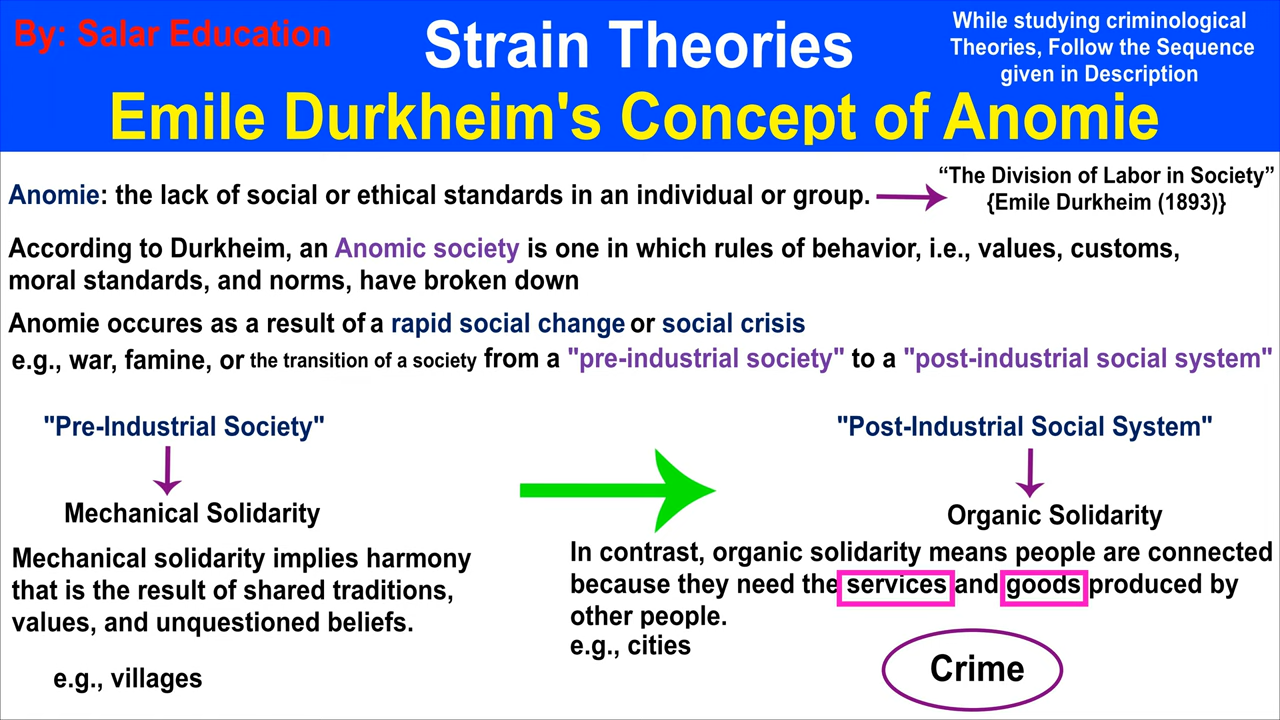 By: Salar Education
Strain Theories
While studying criminological
Theories, Follow the Sequence
given in Description
Emile Durkheim's Concept of Anomie
Anomie: the lack of social or ethical standards in an individual or group.
“The Division of Labor in Society”
{Emile Durkheim (1893)}
According to Durkheim, an Anomic society is one in which rules of behavior, i.e., values, customs,
moral standards, and norms, have broken down
Anomie occures as a result of a rapid social change or social crisis
e.g., war, famine, or the transition of a society from a "pre-industrial society" to a "post-industrial social system"
"Pre-Industrial Society"
Mechanical Solidarity
Mechanical solidarity implies harmony
that is the result of shared traditions,
values, and unquestioned beliefs.
e.g., villages
"Post-Industrial Social System"
Organic Solidarity
In contrast, organic solidarity means people are connected
because they need the services and goods produced by
other people.
e.g., cities
Crime